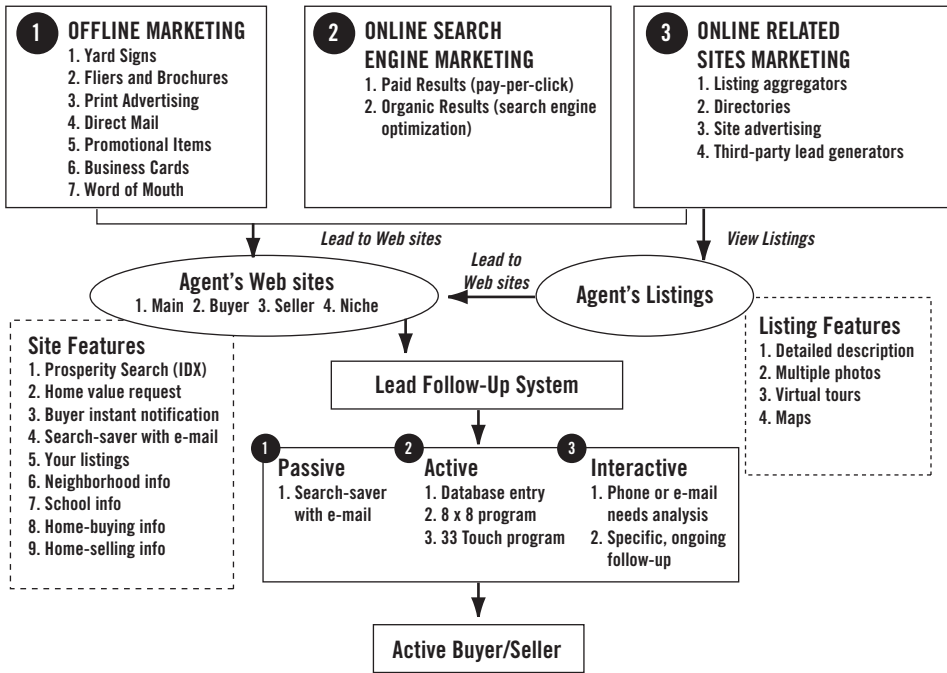 1 OFFLINE MARKETING
1. Yard Signs
2. Fliers and Brochures
3. Print Advertising
4. Direct Mail
5. Promotional Items
6. Business Cards
7. Word of Mouth
2 ONLINE SEARCH
ENGINE MARKETING
1. Paid Results (pay-per-click)
2. Organic Results (search engine
optimization)
3 ONLINE RELATED
SITES MARKETING
1. Listing aggregators
2. Directories
3. Site advertising
4. Third-party lead generators
Lead to Web sites
View Listings
Agent's Web sites
1. Main 2. Buyer 3. Seller 4. Niche
Lead to
Web sites
Agent's Listings
Site Features
1. Prosperity Search (IDX)
2. Home value request
3. Buyer instant notification
4. Search-saver with e-mail
5. Your listings
6. Neighborhood info
7. School info
8. Home-buying info
9. Home-selling info
Listing Features
1. Detailed description
2. Multiple photos
3. Virtual tours
4. Maps
Lead Follow-Up System
1
Passive
1. Search-saver
with e-mail
2
Active
1. Database entry
2. 8 x 8 program
3. 33 Touch program
3
Interactive
1. Phone or e-mail
needs analysis
2. Specific, ongoing
follow-up
Active Buyer/Seller